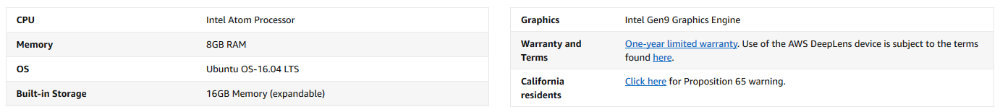 CPU Intel Atom Processor
Memory 8GB RAM
OS Ubuntu OS-16.04 LTS
Built-in Storage 16GB Memory (expandable)
Graphics Intel Gen9 Graphics Engine
Warranty and Terms One-year limited warranty. Use of the AWS DeepLens device is subject to the terms
found here.
California residents Click here for Proposition 65 warning.